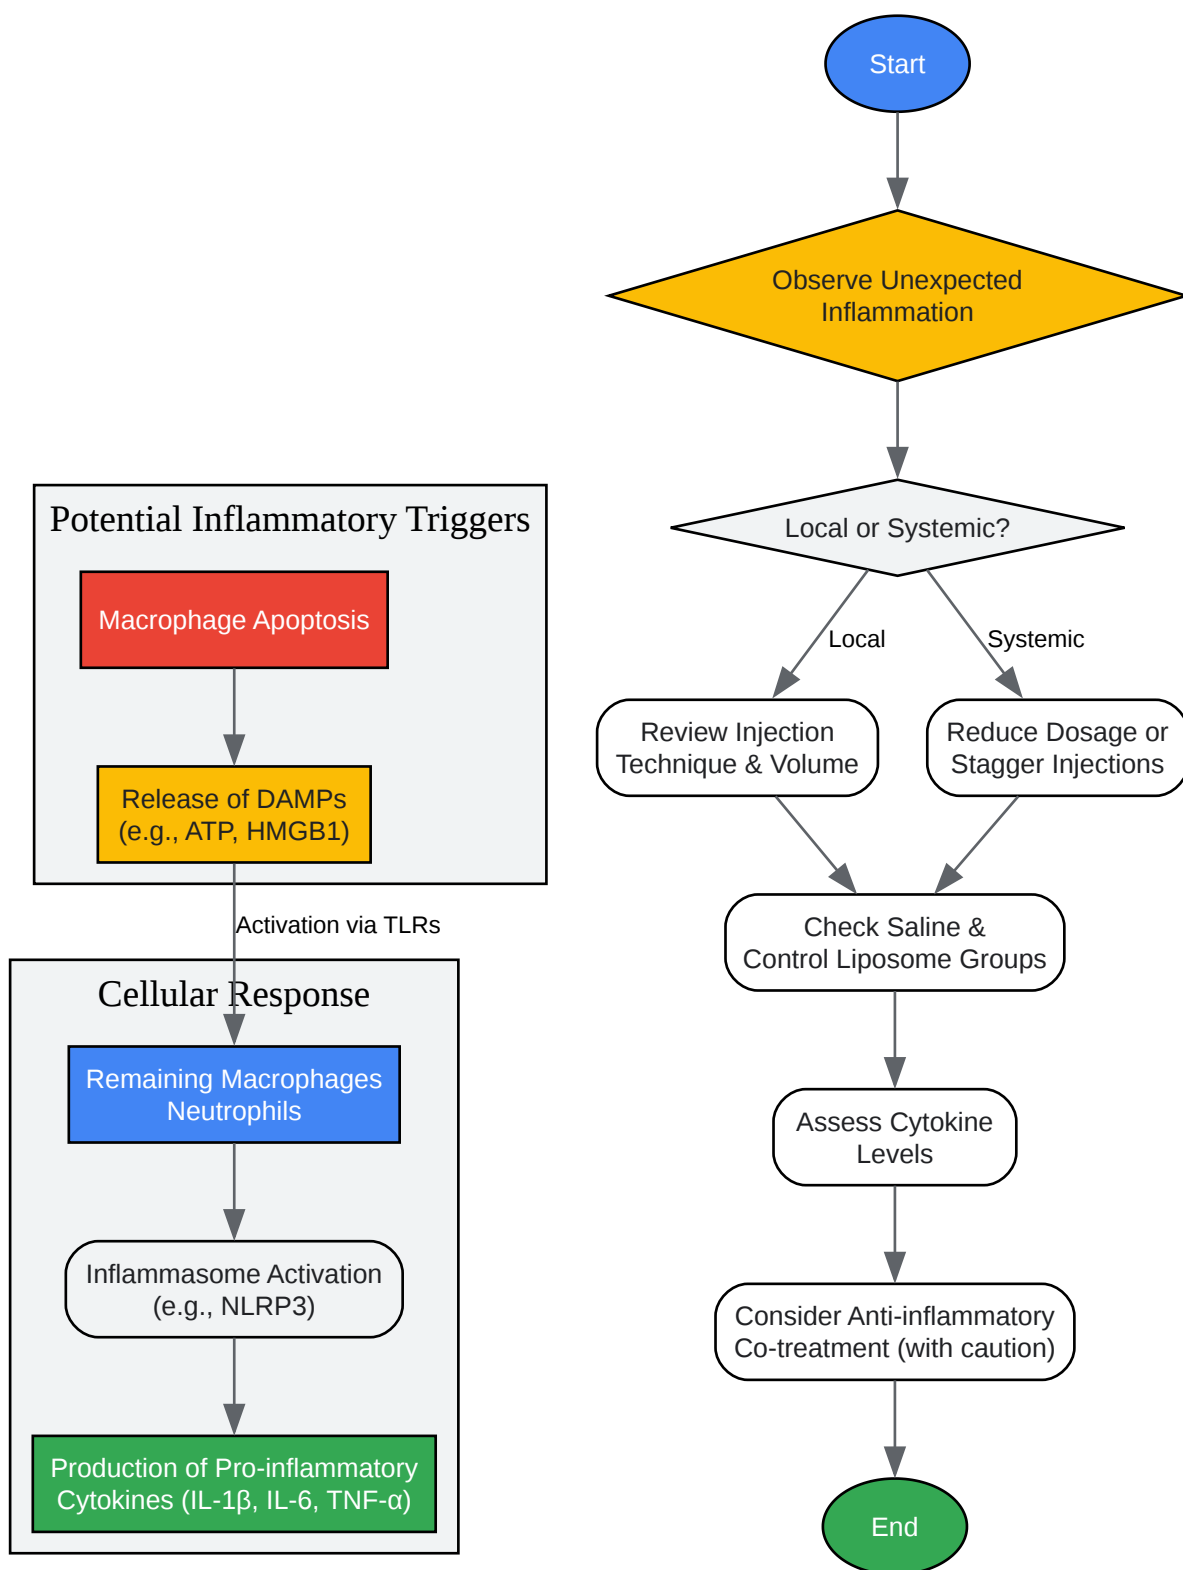 Start
Observe Unexpected
Inflammation
Local or Systemic?
Local
Systemic
Review Injection
Technique & Volume
Reduce Dosage or
Stagger Injections
Check Saline &
Control Liposome Groups
Assess Cytokine
Levels
Consider Anti-inflammatory
Co-treatment (with caution)
End
Potential Inflammatory Triggers
Macrophage Apoptosis
Release of DAMPs
(e.g., ATP, HMGB1)
Activation via TLRs
Cellular Response
Remaining Macrophages
Neutrophils
Inflammasome Activation
(e.g., NLRP3)
Production of Pro-inflammatory
Cytokines (IL-1β, IL-6, TNF-α)